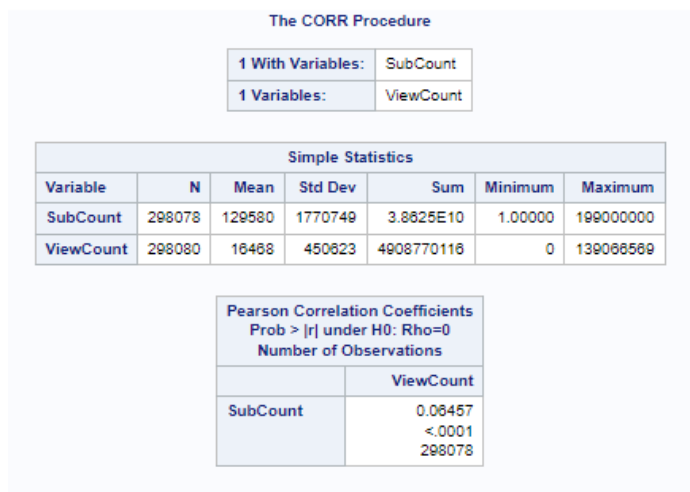 The CORR Procedure
1 With Variables: SubCount
1 Variables: ViewCount
Simple Statistics
Variable N Mean Std Dev Sum Minimum Maximum
SubCount 298078 129580 1770749 3.8625E10 1.00000 199000000
ViewCount 298080 16468 450623 4908770116 0 139066569
Pearson Correlation Coefficients
Prob > |r| under H0: Rho=0
Number of Observations
ViewCount
SubCount 0.06457
<.0001
298078